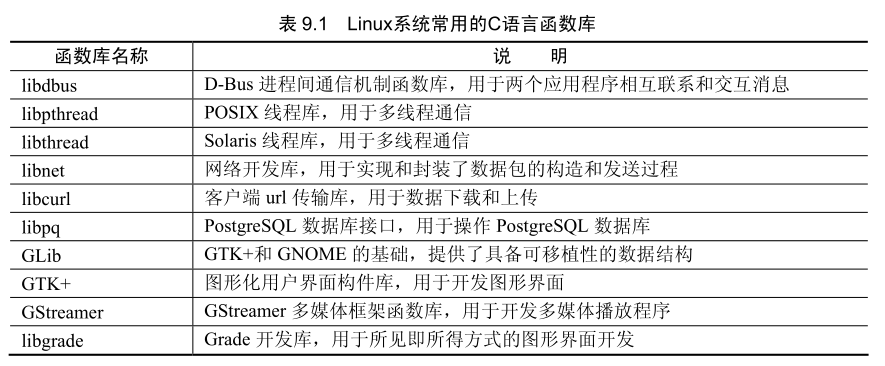 表 9.1 Linux系统常用的C语言函数库
函数库名称 说 明
libdbus D-Bus 进程间通信机制函数库，用于两个应用程序相互联系和交互消息
libpthread POSIX 线程库，用于多线程通信
libthread Solaris 线程库，用于多线程通信
libnet 网络开发库，用于实现和封装了数据包的构造和发送过程
libcurl 客户端 url 传输库，用于数据下载和上传
libpq PostgreSQL 数据库接口，用于操作 PostgreSQL 数据库
GLib GTK+和 GNOME 的基础，提供了具备可移植性的数据结构
GTK+ 图形化用户界面构件库，用于开发图形界面
GStreamer GStreamer 多媒体框架函数库，用于开发多媒体播放程序
libgrade Grade 开发库，用于所见即所得方式的图形界面开发